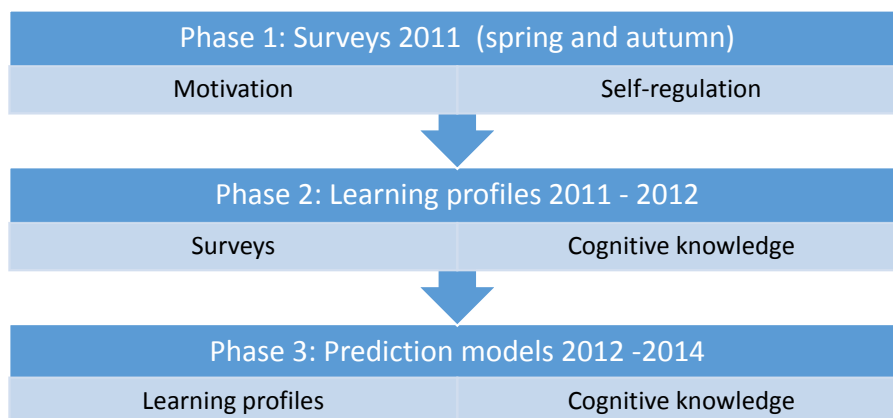 Phase 1: Surveys 2011 (spring and autumn)
Motivation
Self-regulation
Phase 2: Learning profiles 2011 - 2012
Surveys
Cognitive knowledge
Phase 3: Prediction models 2012 -2014
Learning profiles
Cognitive knowledge